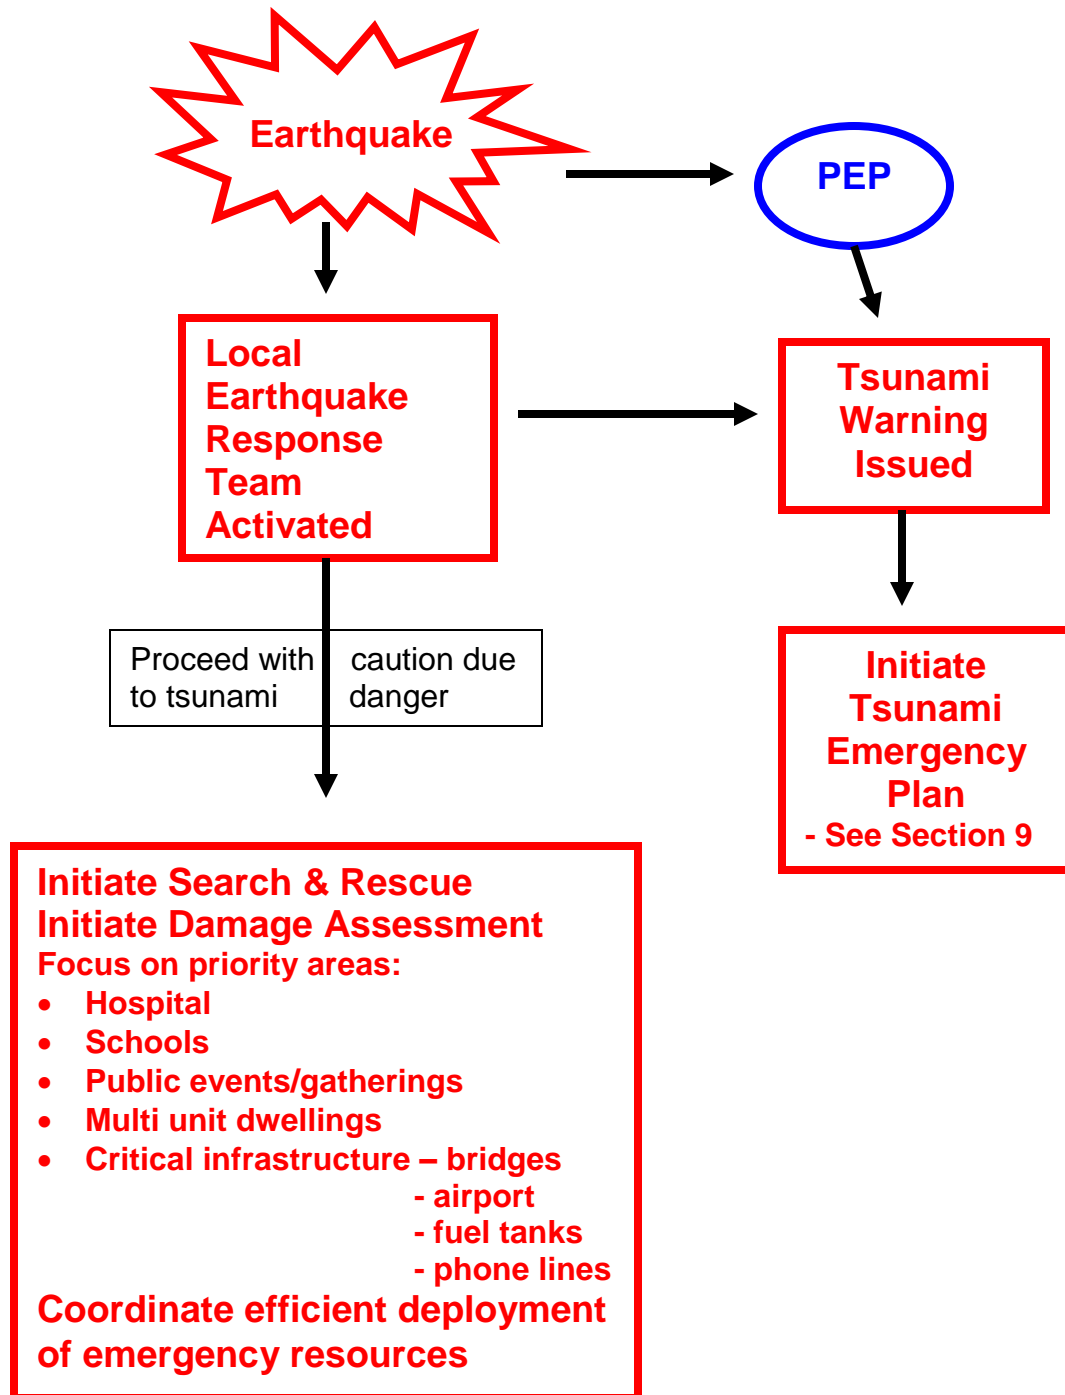 Earthquake
PEP
Local
Earthquake
Response
Team
Activated
Tsunami
Warning
Issued
Proceed with caution due
to tsunami danger
Initiate
Tsunami
Emergency
Plan
- See Section 9
Initiate Search & Rescue
Initiate Damage Assessment
Focus on priority areas:
• Hospital
• Schools
• Public events/gatherings
• Multi unit dwellings
• Critical infrastructure – bridges
- airport
- fuel tanks
- phone lines
Coordinate efficient deployment
of emergency resources